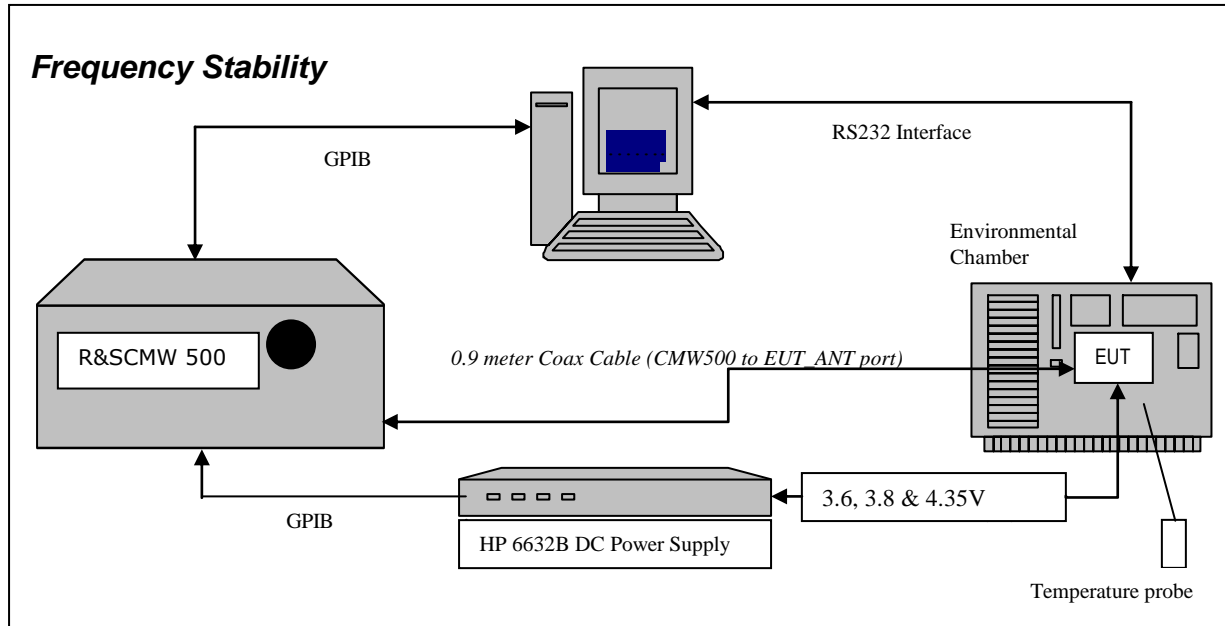 Frequency Stability
RS232 Interface
GPIB
Environmental
Chamber
R&SCMW 500
0.9 meter Coax Cable (CMW500 to EUT_ANT port)
EUT
3.6, 3.8 & 4.35V
GPIB
HP 6632B DC Power Supply
Temperature probe